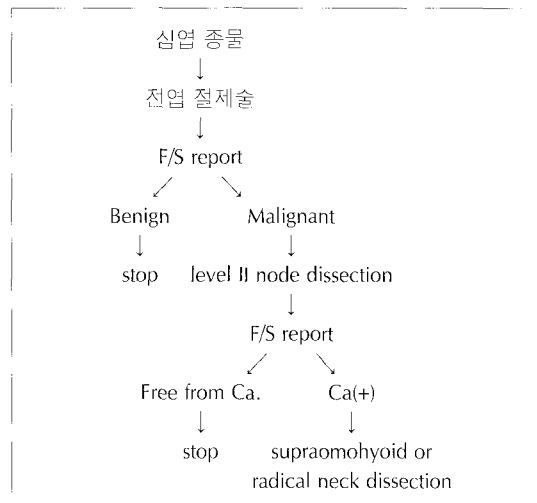 심엽 종물
전엽 절제술
F/S report
Benign Malignant
stop level II node dissection
F/S report
Free from Ca. Ca(+)
stop supraomohyoid or
radical neck dissection